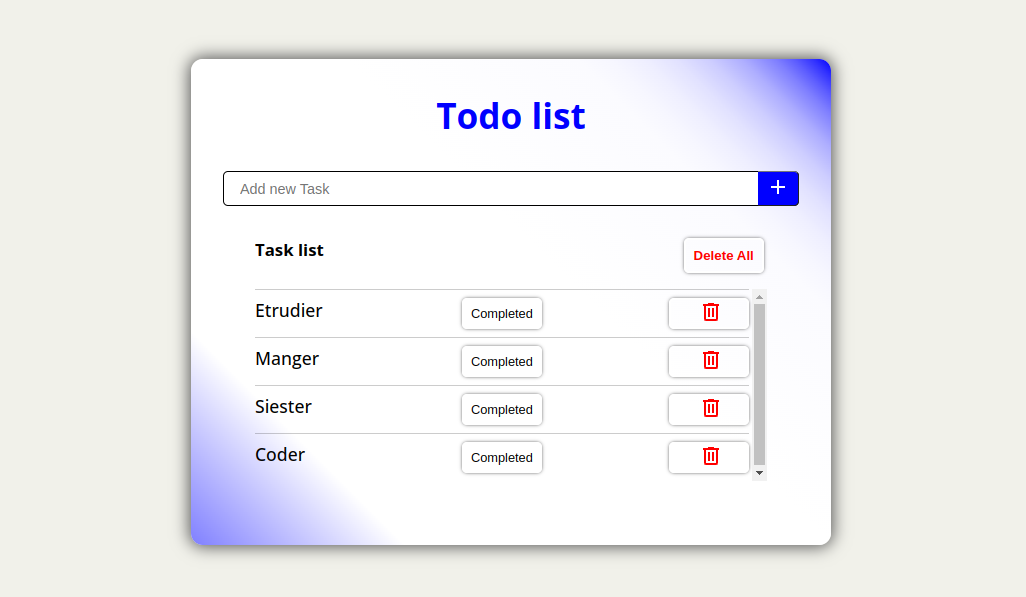 Todo list
Add new Task
+
Task list Delete All
Etrudier Completed
Manger Completed
Siester Completed
Coder Completed